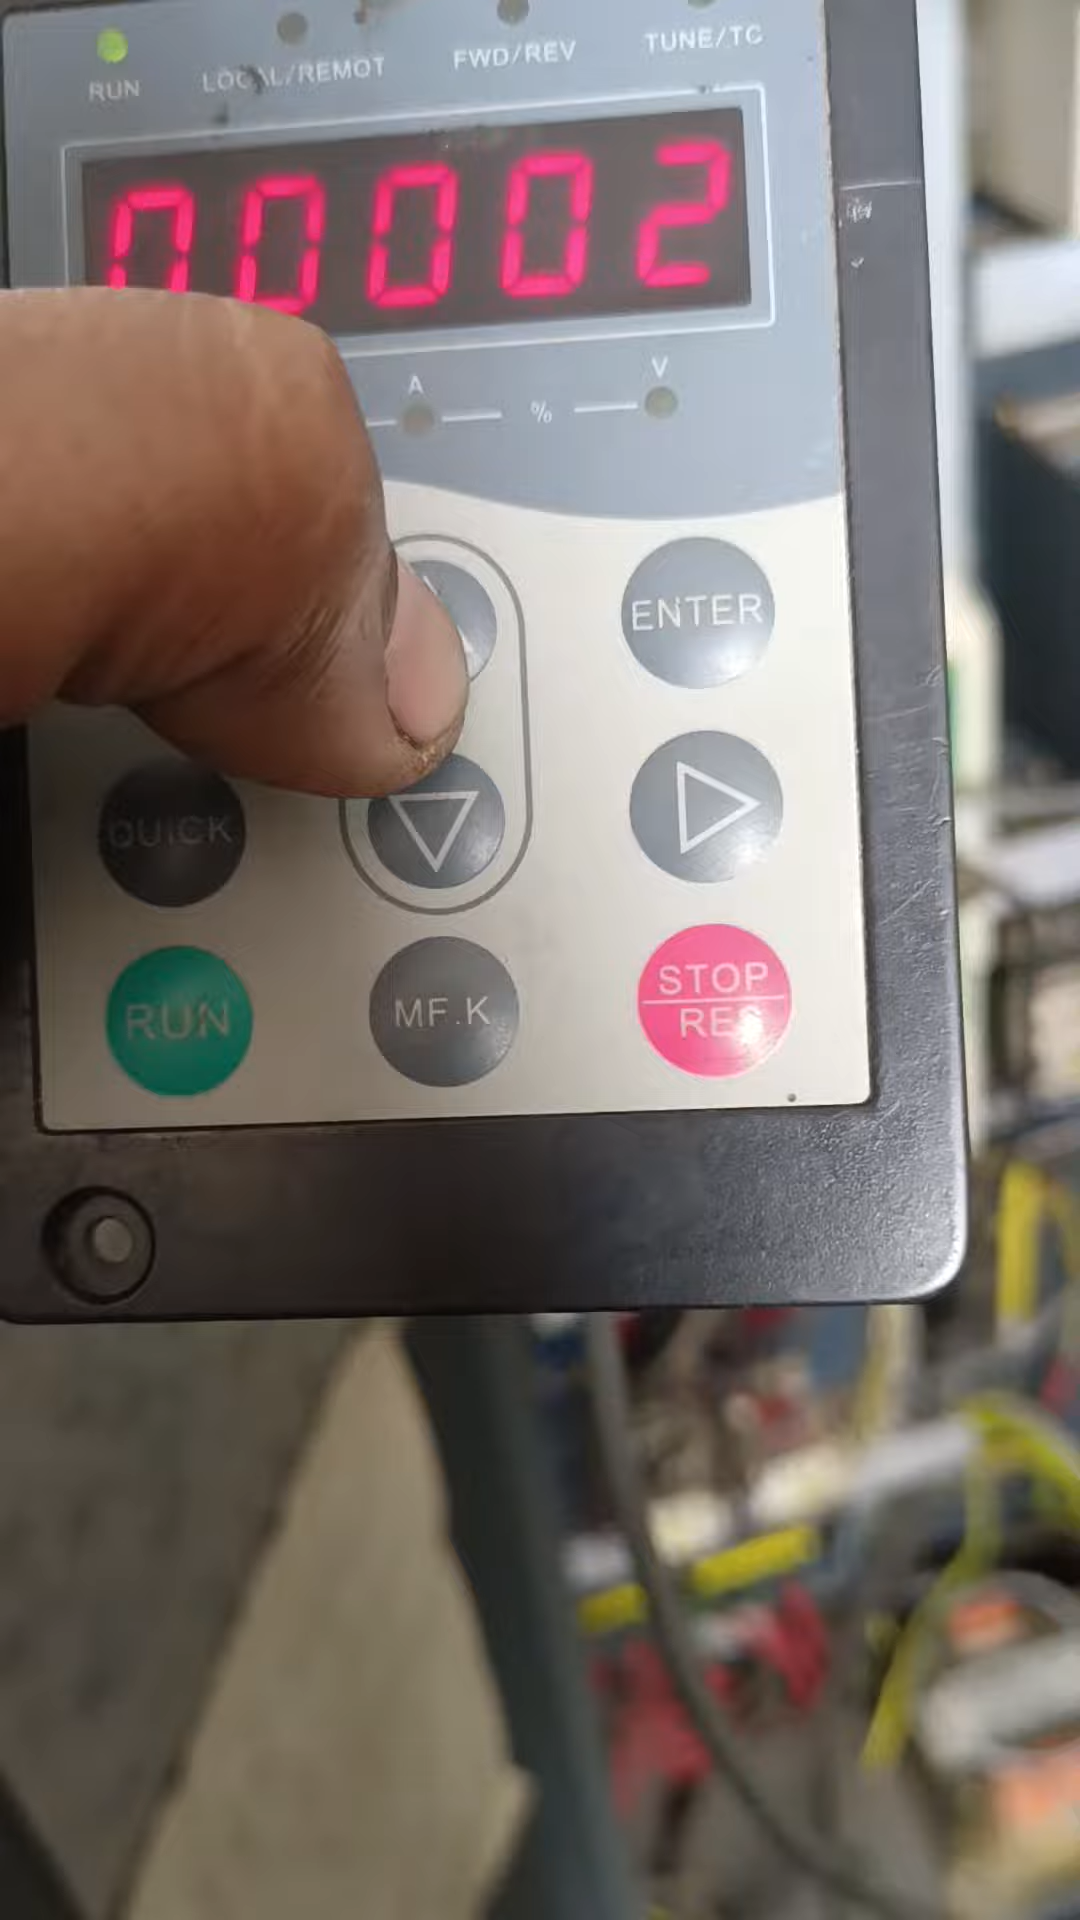 RUN LOCAL/REMOT FWD/REV TUNE/TC
00002
A % V
ENTER
QUICK
RUN MF.K STOP
RES